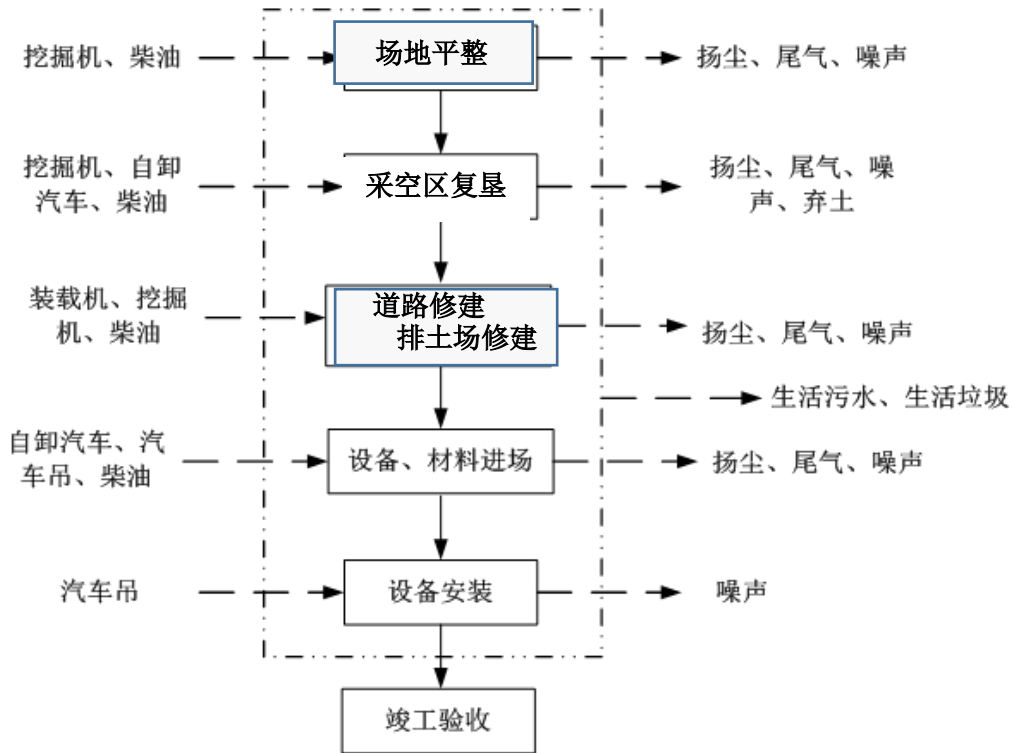 挖掘机、柴油
场地平整
扬尘、尾气、噪声
挖掘机、自卸
汽车、柴油
采空区复垦
扬尘、尾气、噪
声、弃土
装载机、挖掘
机、柴油
道路修建
排土场修建
扬尘、尾气、噪声
生活污水、生活垃圾
自卸汽车、汽
车吊、柴油
设备、材料进场
扬尘、尾气、噪声
汽车吊
设备安装
噪声
竣工验收